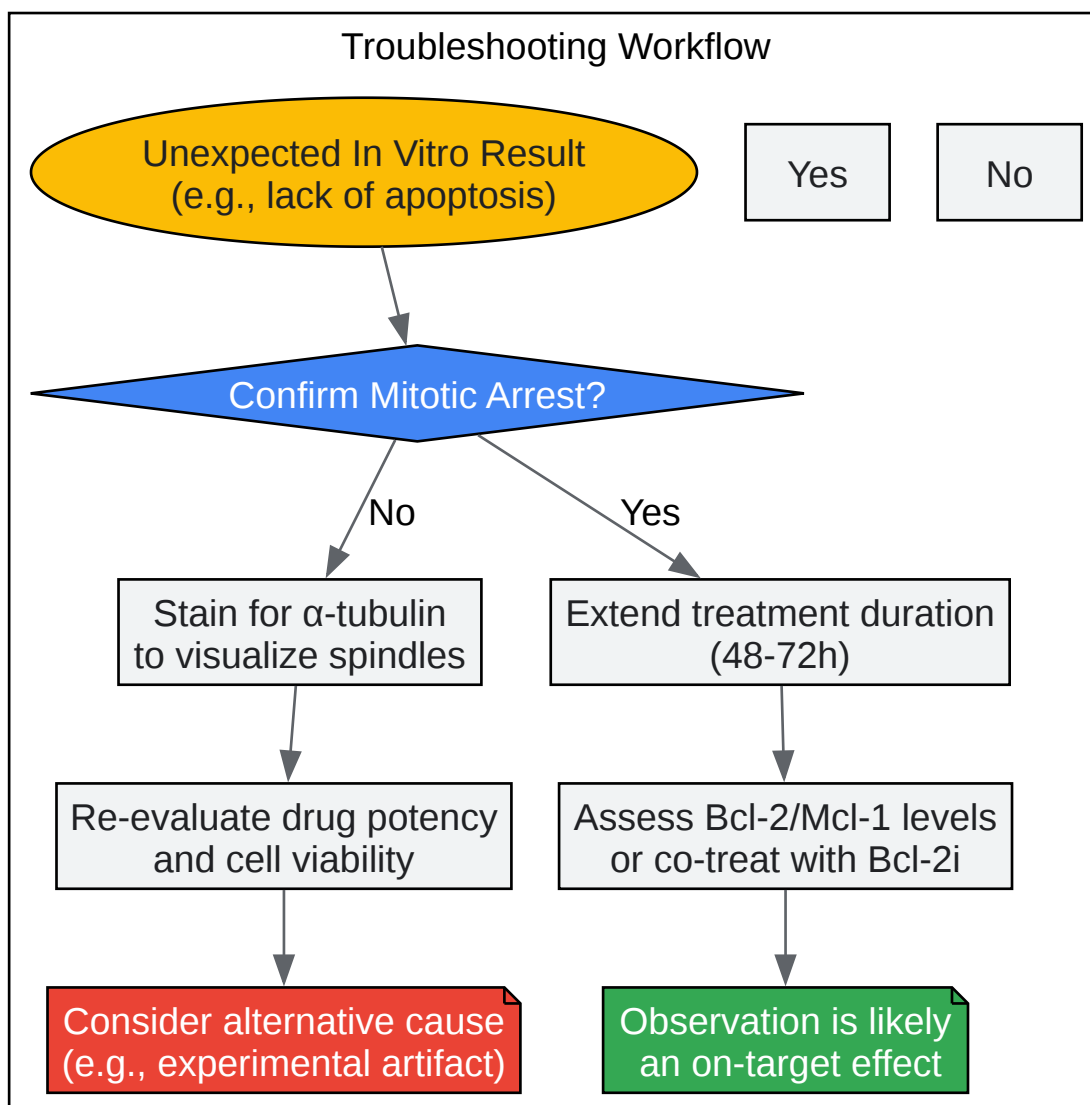 Troubleshooting Workflow
Unexpected In Vitro Result
(e.g., lack of apoptosis)
Yes
No
Confirm Mitotic Arrest?
No
Yes
Stain for α-tubulin
to visualize spindles
Extend treatment duration
(48-72h)
Re-evaluate drug potency
and cell viability
Assess Bcl-2/Mcl-1 levels
or co-treat with Bcl-2i
Consider alternative cause
(e.g., experimental artifact)
Observation is likely
an on-target effect